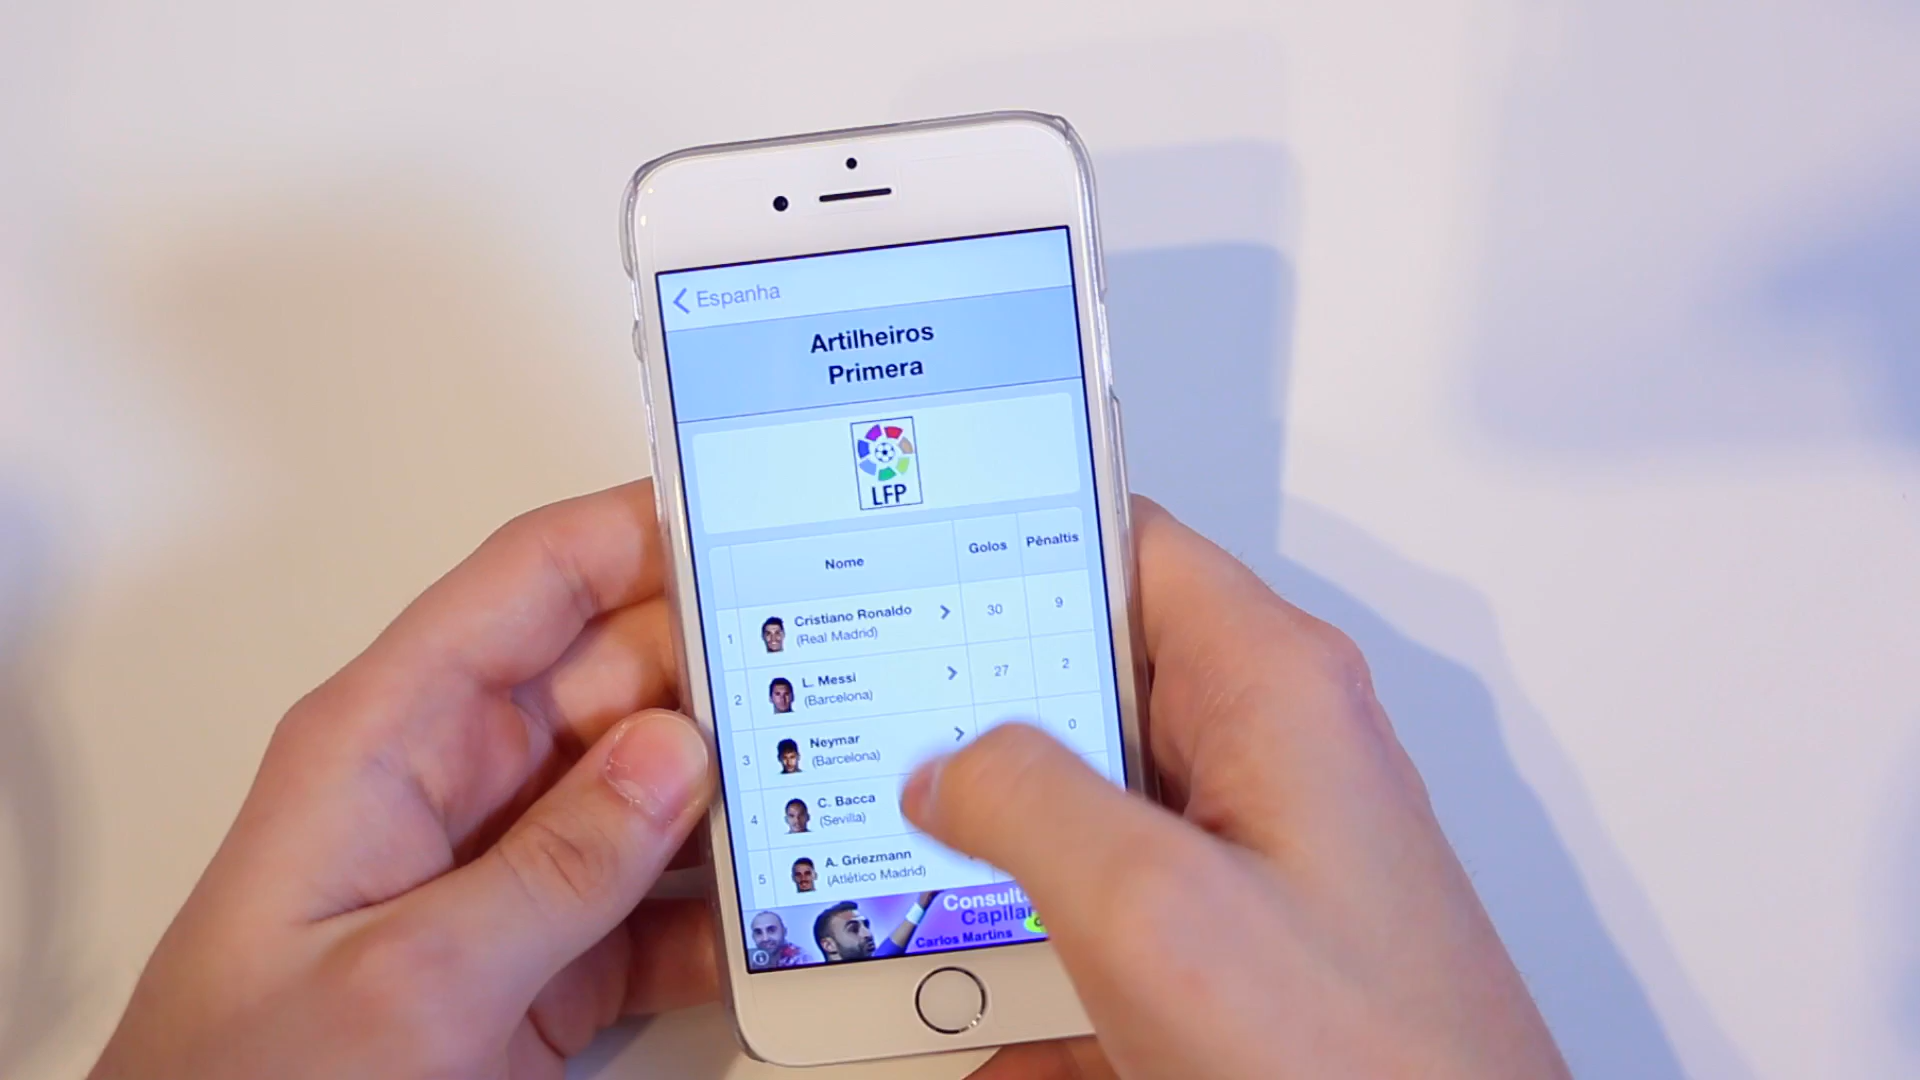 Espanha
Artilheiros
Primera
LFP
Nome Golos Pênaltis
1 Cristiano Ronaldo 30 9
(Real Madrid)
2 L. Messi 27 2
(Barcelona)
3 Neymar 0
(Barcelona)
4 C. Bacca
(Sevilla)
5 A. Griezmann
(Atlético Madrid)
Capilar
Carlos Martins